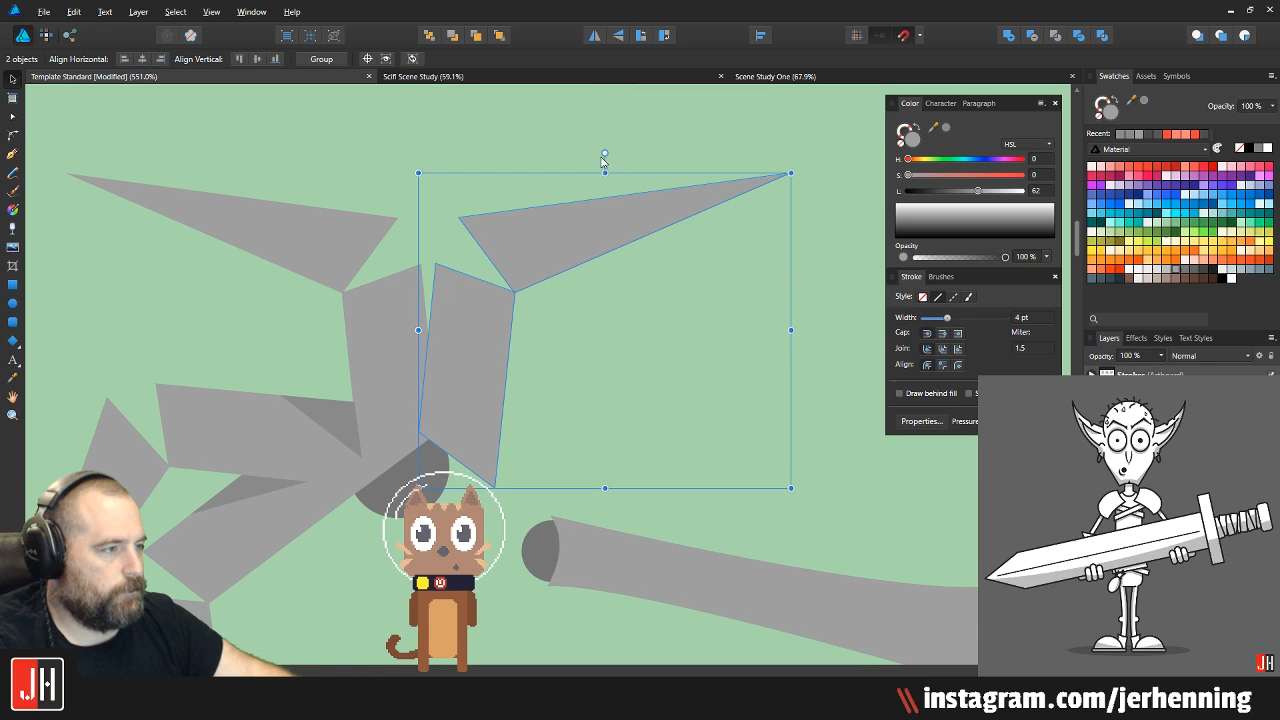 File Edit Text Layer Select View Window Help
2 objects Align Horizontal: Align Vertical: Group
Template Standard [Modified] (551.0%) Scifi Scene Study (59.1%) Scene Study One (67.9%)
Color Character Paragraph
HSL
H: 0
S: 0
L: 62
Opacity
100 %
Stroke Brushes
Style:
Width: 4 pt
Cap: Miter:
Join: 1.5
Align:
Draw behind fill
Properties... Pressure
Swatches Assets Symbols
Opacity: 100 %
Recent:
Material
Layers Effects Styles Text Styles
Opacity: 100 % Normal
JH
JH
\\ instagram.com/jerhenning